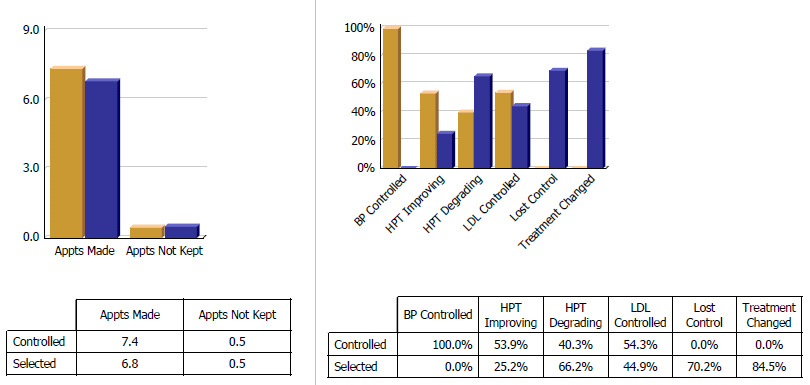 9.0
6.0
3.0
0.0
Appts Made Appts Not Kept
Appts Made Appts Not Kept
Controlled 7.4 0.5
Selected 6.8 0.5
100%
80%
60%
40%
20%
0%
BP Controlled
HPT Improving
HPT Degrading
LDL Controlled
Lost Control
Treatment Changed
BP Controlled HPT Improving HPT Degrading LDL Controlled Lost Control Treatment Changed
Controlled 100.0% 53.9% 40.3% 54.3% 0.0% 0.0%
Selected 0.0% 25.2% 66.2% 44.9% 70.2% 84.5%